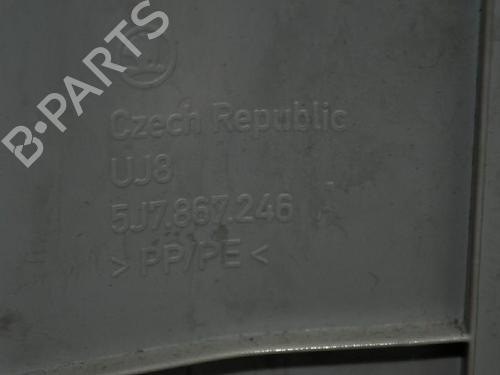 B-PARTS
Czech Republic
UJ8
5J7.867.246
> PP/PE <